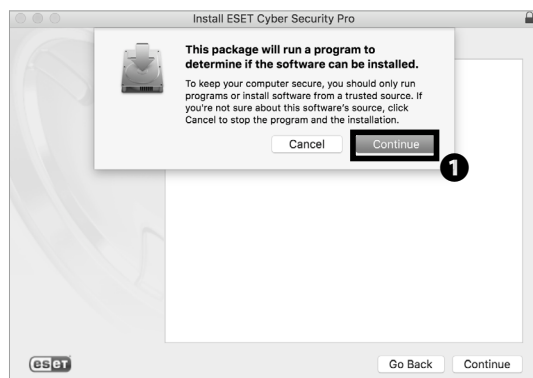 Install ESET Cyber Security Pro
This package will run a program to
determine if the software can be installed.
To keep your computer secure, you should only run
programs or install software from a trusted source. If
you're not sure about this software's source, click
Cancel to stop the program and the installation.
Cancel
Continue
1
eset
Go Back
Continue